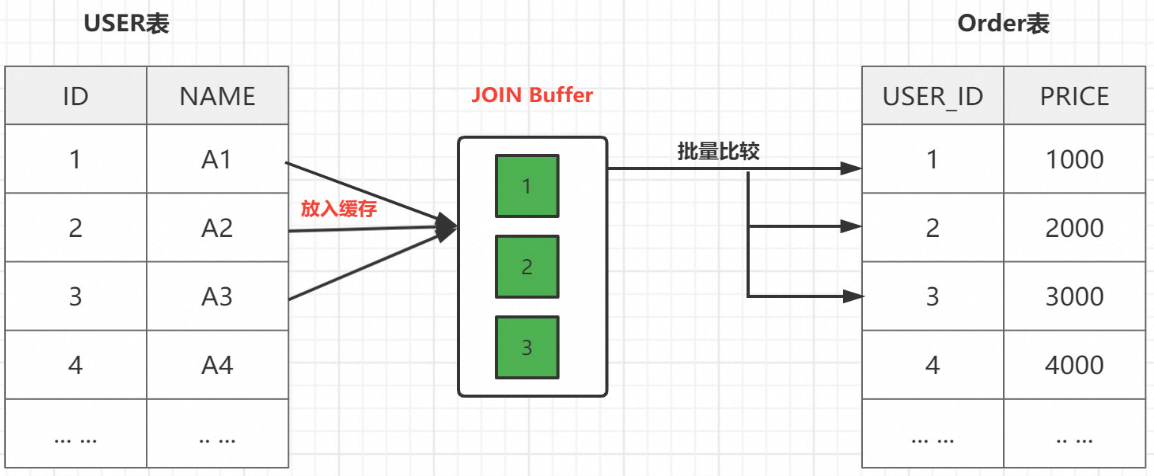 USER表
Order表
ID NAME
1 A1
2 A2
3 A3
4 A4
... ... .. ...
JOIN Buffer
放入缓存
1
2
3
批量比较
USER_ID PRICE
1 1000
2 2000
3 3000
4 4000
... ... .. ...